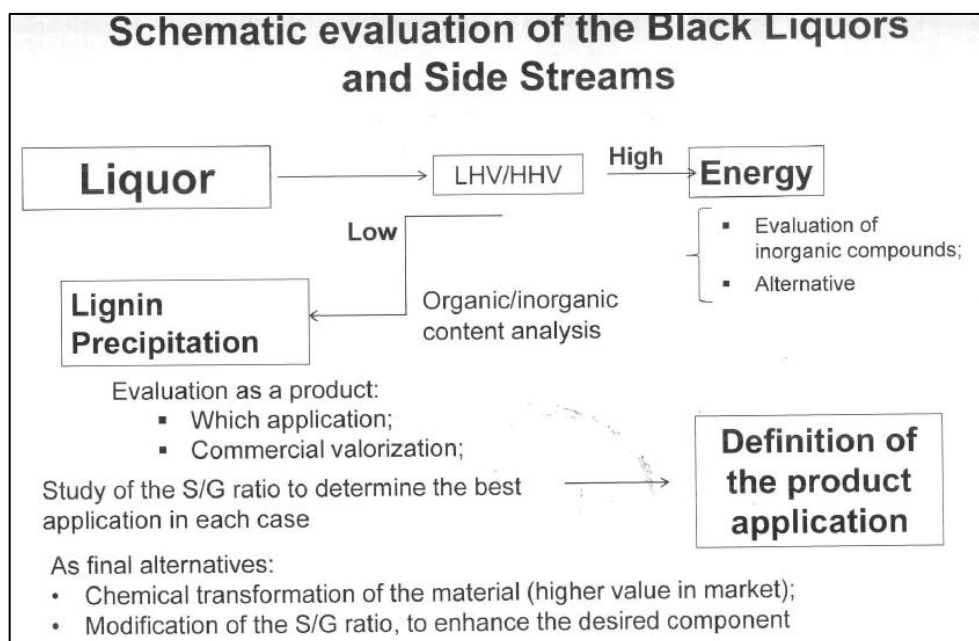 Schematic evaluation of the Black Liquors
and Side Streams
Liquor
LHV/HHV
High
Energy
Low
▪ Evaluation of
inorganic compounds;
▪ Alternative
Lignin
Precipitation
Organic/inorganic
content analysis
Evaluation as a product:
▪ Which application;
▪ Commercial valorization;
Study of the S/G ratio to determine the best
application in each case
Definition of
the product
application
As final alternatives:
• Chemical transformation of the material (higher value in market);
• Modification of the S/G ratio, to enhance the desired component